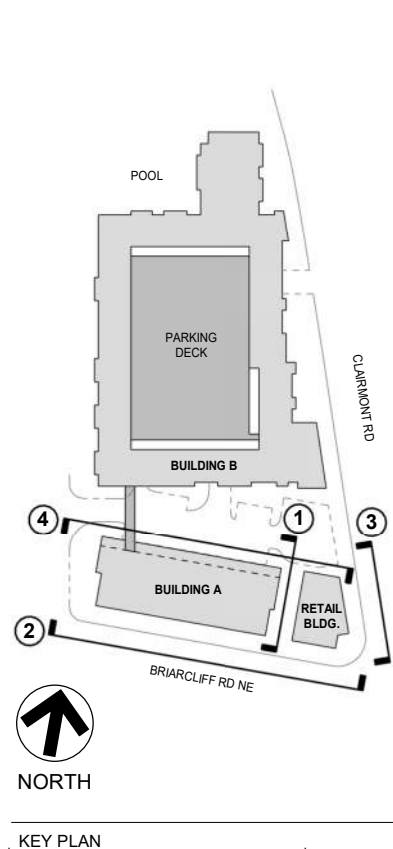 POOL
PARKING
DECK
CLAIRMONT RD
BUILDING B
1
3
4
BUILDING A
RETAIL
BLDG.
2
BRIARCLIFF RD NE
NORTH
KEY PLAN